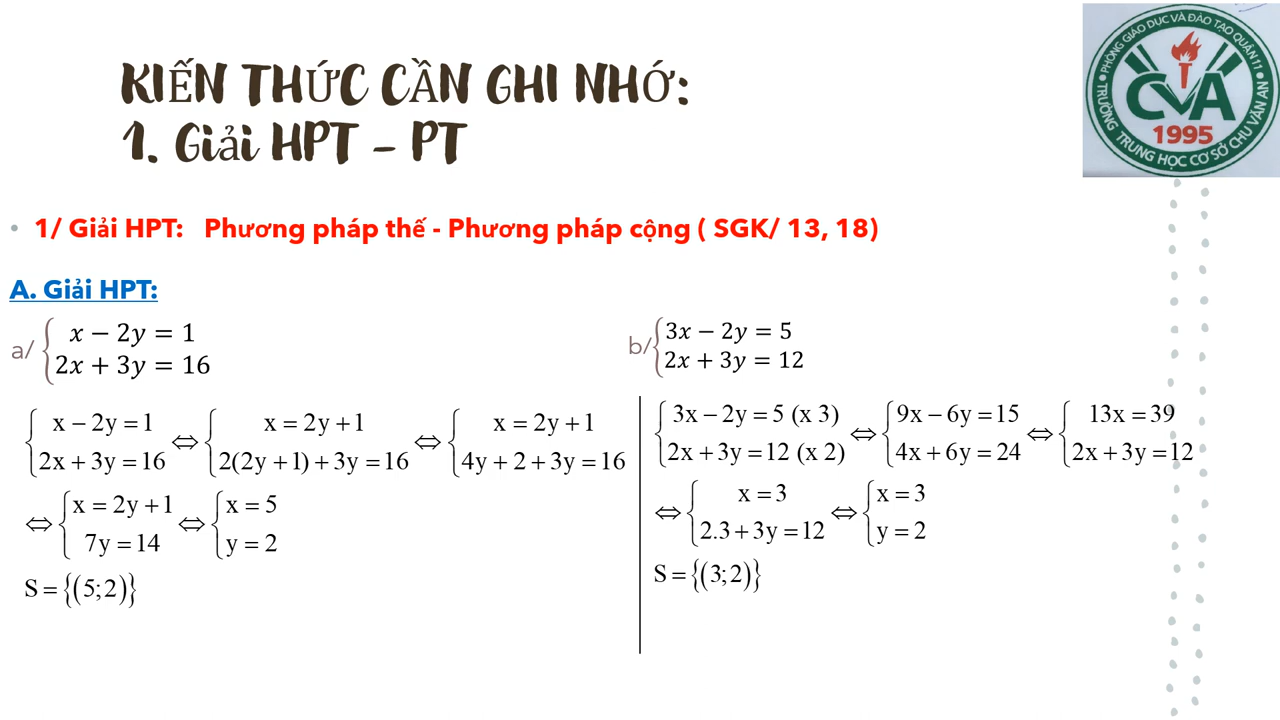 KIẾN THỨC CẦN GHI NHỚ:
1. Giải HPT – PT
PHÒNG GIÁO DỤC VÀ ĐÀO TẠO QUẬN 11
CVA
1995
TRƯỜNG TRUNG HỌC CƠ SỞ CHU VĂN AN
• 1/ Giải HPT: Phương pháp thế - Phương pháp cộng ( SGK/ 13, 18)
A. Giải HPT:
a/ { x − 2y = 1
2x + 3y = 16
b/ { 3x − 2y = 5
2x + 3y = 12
{ x − 2y = 1 ⇔ { x = 2y + 1 ⇔ { x = 2y + 1
2x + 3y = 16 2(2y + 1) + 3y = 16 4y + 2 + 3y = 16
⇔ { x = 2y + 1 ⇔ { x = 5
7y = 14 y = 2
S = {(5;2)}
{ 3x − 2y = 5 (x 3) ⇔ { 9x − 6y = 15 ⇔ { 13x = 39
2x + 3y = 12 (x 2) 4x + 6y = 24 2x + 3y = 12
⇔ { x = 3 ⇔ { x = 3
2.3 + 3y = 12 y = 2
S = {(3;2)}